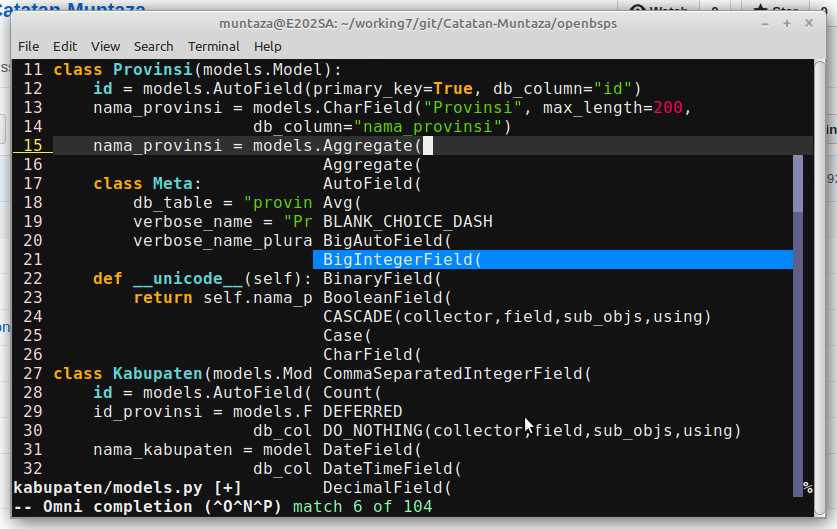 Catatan-Muntaza
Watch
Star
muntaza@E202SA: ~/working7/git/Catatan-Muntaza/openbsps
File Edit View Search Terminal Help
11 class Provinsi(models.Model):
12     id = models.AutoField(primary_key=True, db_column="id")
13     nama_provinsi = models.CharField("Provinsi", max_length=200,
14                     db_column="nama_provinsi")
15     nama_provinsi = models.Aggregate(
16                            Aggregate(
17     class Meta:            AutoField(
18         db_table = "provin Avg(
19         verbose_name = "Pr BLANK_CHOICE_DASH
20         verbose_name_plura BigAutoField(
21                            BigIntegerField(
22     def __unicode__(self): BinaryField(
23         return self.nama_p BooleanField(
24                            CASCADE(collector,field,sub_objs,using)
25                            Case(
26                            CharField(
27 class Kabupaten(models.Mod CommaSeparatedIntegerField(
28     id = models.AutoField( Count(
29     id_provinsi = models.F DEFERRED
30                     db_col DO_NOTHING(collector,field,sub_objs,using)
31     nama_kabupaten = model DateField(
32                     db_col DateTimeField(
kabupaten/models.py [+]        DecimalField( %
-- Omni completion (^O^N^P) match 6 of 104